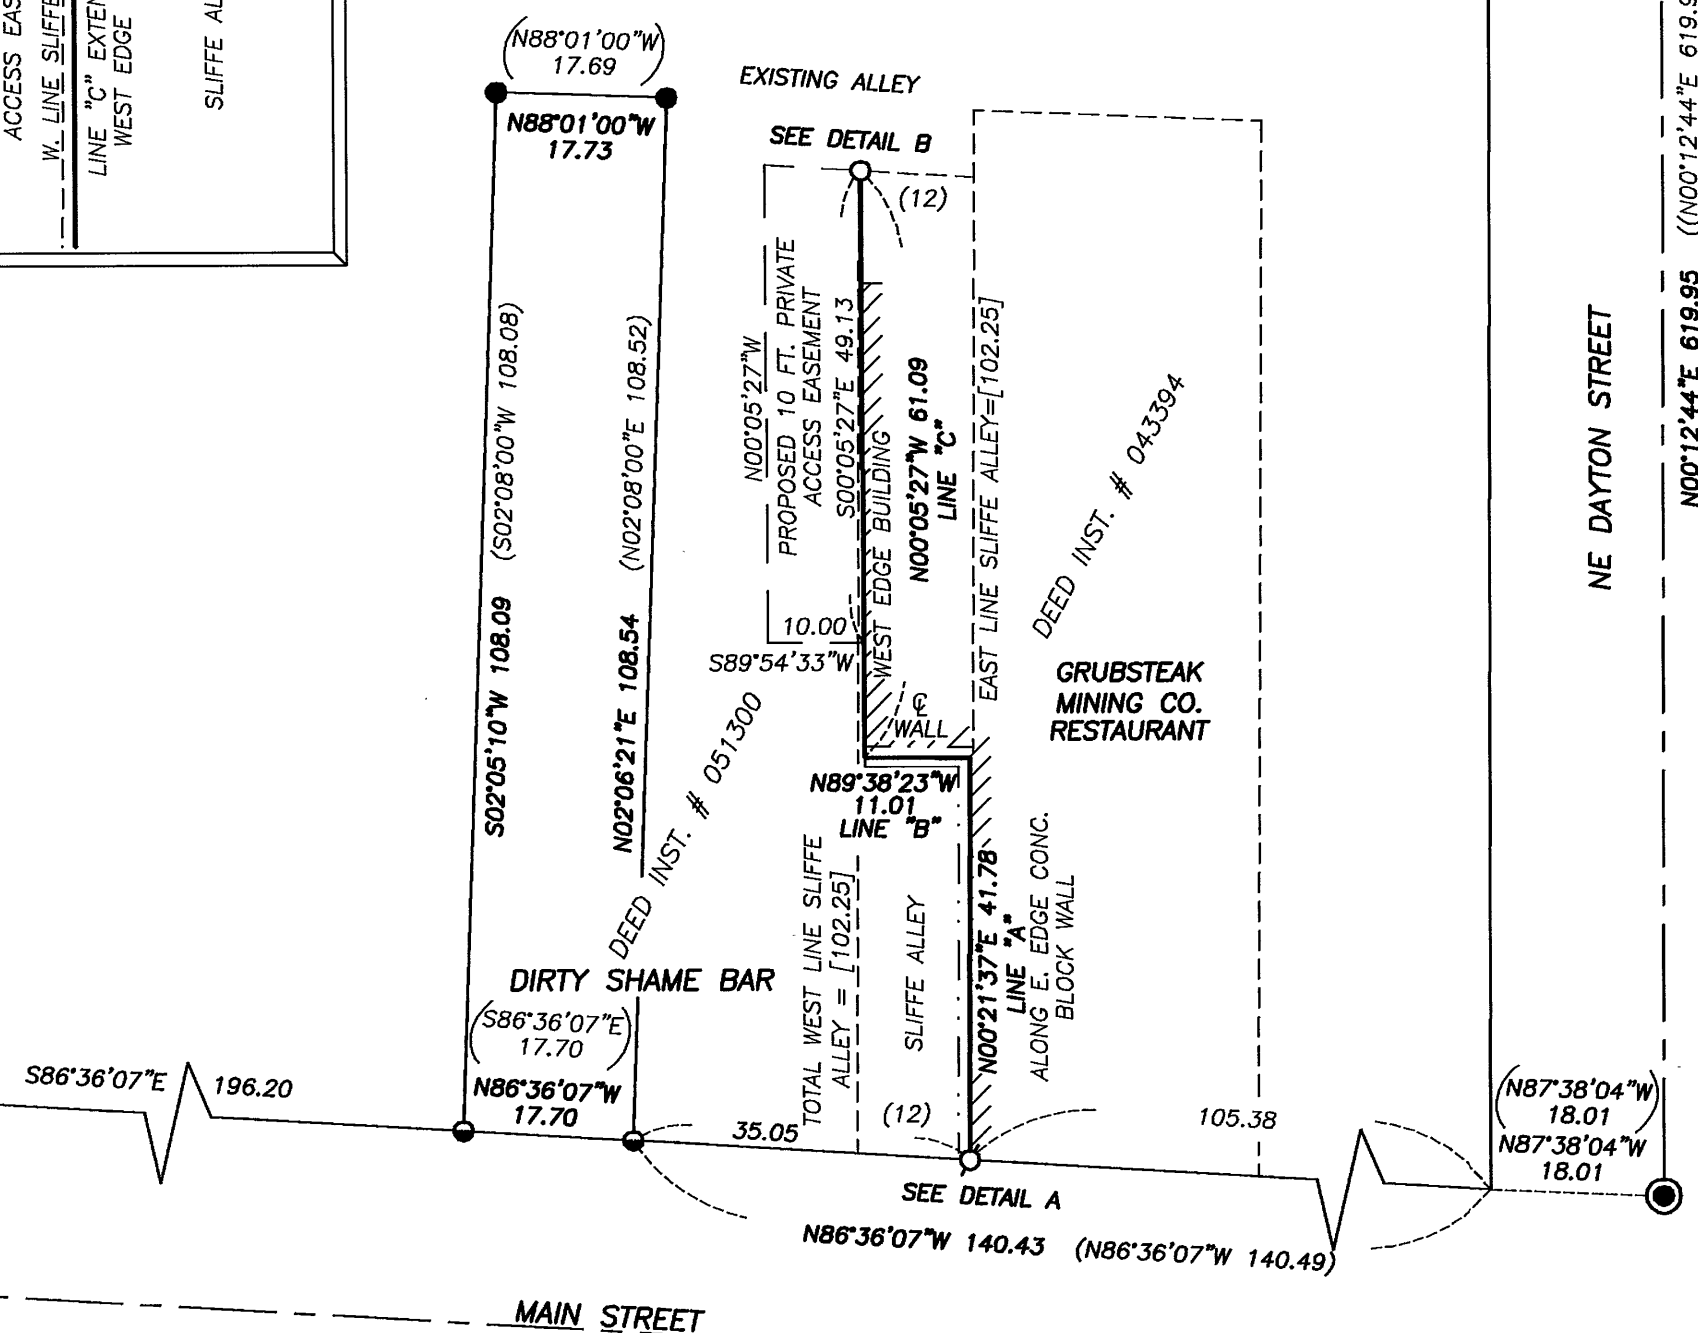 ACCESS EAS
W. LINE SLIFFE
LINE "C" EXTEN
WEST EDGE
SLIFFE AL
(N88°01'00"W
17.69)
N88°01'00"W
17.73
EXISTING ALLEY
SEE DETAIL B
(12)
S02°05'10"W 108.09 (S02°08'00"W 108.08)
N02°06'21"E 108.54 (N02°08'00"E 108.52)
N00°05'27"W
PROPOSED 10 FT. PRIVATE
ACCESS EASEMENT
S00°05'27"E 49.13
WEST EDGE BUILDING
N00°05'27"W 61.09
LINE "C"
EAST LINE SLIFFE ALLEY=[102.25]
DEED INST. # 043394
10.00
S89°54'33"W
GRUBSTEAK
MINING CO.
RESTAURANT
℄
WALL
N89°38'23"W
11.01
LINE "B"
DEED INST. # 051300
DIRTY SHAME BAR
TOTAL WEST LINE SLIFFE
ALLEY = [102.25]
SLIFFE ALLEY
N00°21'37"E 41.78
LINE "A"
ALONG E. EDGE CONC.
BLOCK WALL
NE DAYTON STREET
N00°12'44"E 619.95 ((N00°12'44"E 619.9
S86°36'07"E 196.20
(S86°36'07"E
17.70)
N86°36'07"W
17.70
35.05
(12)
105.38
(N87°38'04"W
18.01)
N87°38'04"W
18.01
SEE DETAIL A
N86°36'07"W 140.43 (N86°36'07"W 140.49)
MAIN STREET